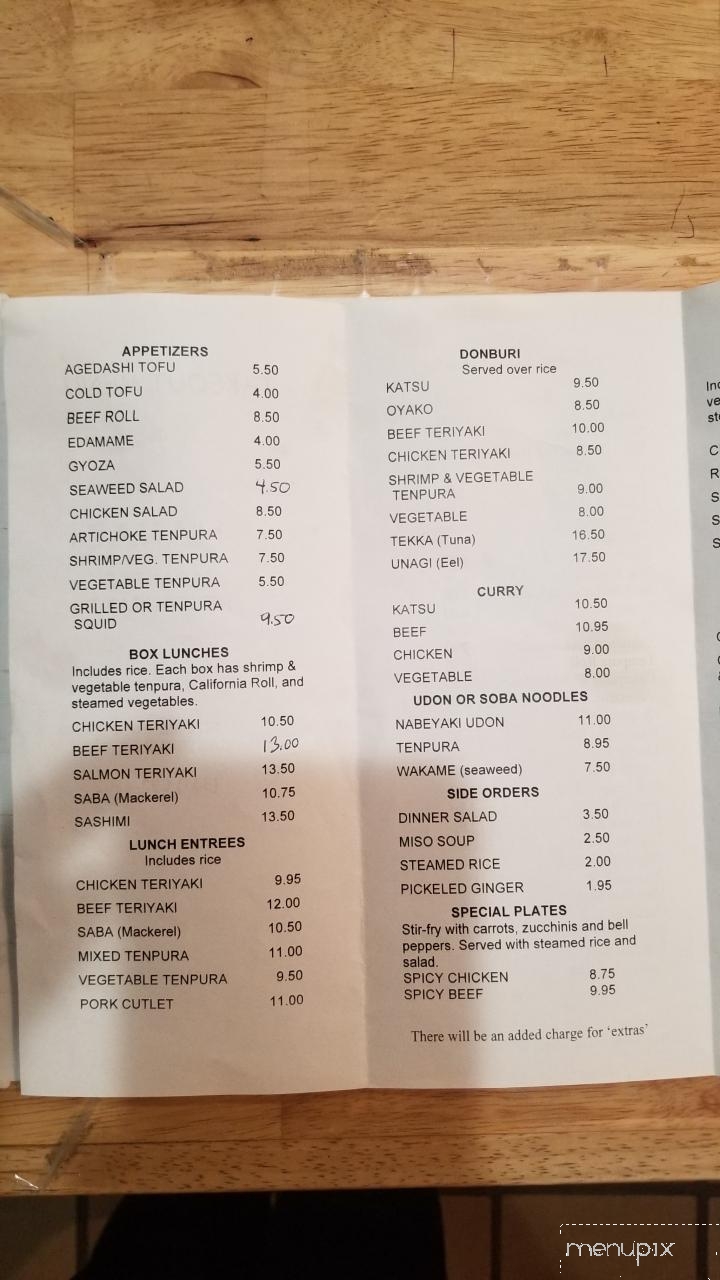 APPETIZERS
AGEDASHI TOFU 5.50
COLD TOFU 4.00
BEEF ROLL 8.50
EDAMAME 4.00
GYOZA 5.50
SEAWEED SALAD 4.50
CHICKEN SALAD 8.50
ARTICHOKE TENPURA 7.50
SHRIMP/VEG. TENPURA 7.50
VEGETABLE TENPURA 5.50
GRILLED OR TENPURA
SQUID 9.50
BOX LUNCHES
Includes rice. Each box has shrimp &
vegetable tenpura, California Roll, and
steamed vegetables.
CHICKEN TERIYAKI 10.50
BEEF TERIYAKI 13.00
SALMON TERIYAKI 13.50
SABA (Mackerel) 10.75
SASHIMI 13.50
LUNCH ENTREES
Includes rice
CHICKEN TERIYAKI 9.95
BEEF TERIYAKI 12.00
SABA (Mackerel) 10.50
MIXED TENPURA 11.00
VEGETABLE TENPURA 9.50
PORK CUTLET 11.00
DONBURI
Served over rice
KATSU 9.50
OYAKO 8.50
BEEF TERIYAKI 10.00
CHICKEN TERIYAKI 8.50
SHRIMP & VEGETABLE
TENPURA 9.00
VEGETABLE 8.00
TEKKA (Tuna) 16.50
UNAGI (Eel) 17.50
CURRY
KATSU 10.50
BEEF 10.95
CHICKEN 9.00
VEGETABLE 8.00
UDON OR SOBA NOODLES
NABEYAKI UDON 11.00
TENPURA 8.95
WAKAME (seaweed) 7.50
SIDE ORDERS
DINNER SALAD 3.50
MISO SOUP 2.50
STEAMED RICE 2.00
PICKELED GINGER 1.95
SPECIAL PLATES
Stir-fry with carrots, zucchinis and bell
peppers. Served with steamed rice and
salad.
SPICY CHICKEN 8.75
SPICY BEEF 9.95
There will be an added charge for 'extras'
menupix